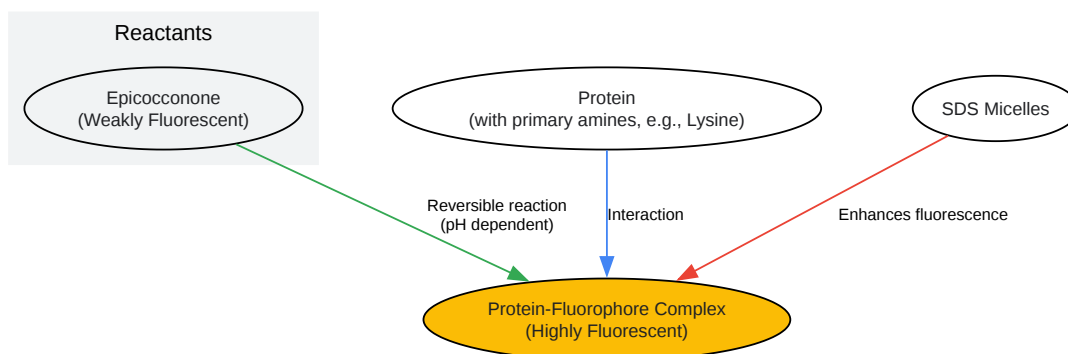 Reactants
Epicocconone
(Weakly Fluorescent)
Protein
(with primary amines, e.g., Lysine)
SDS Micelles
Reversible reaction
(pH dependent)
Interaction
Enhances fluorescence
Protein-Fluorophore Complex
(Highly Fluorescent)